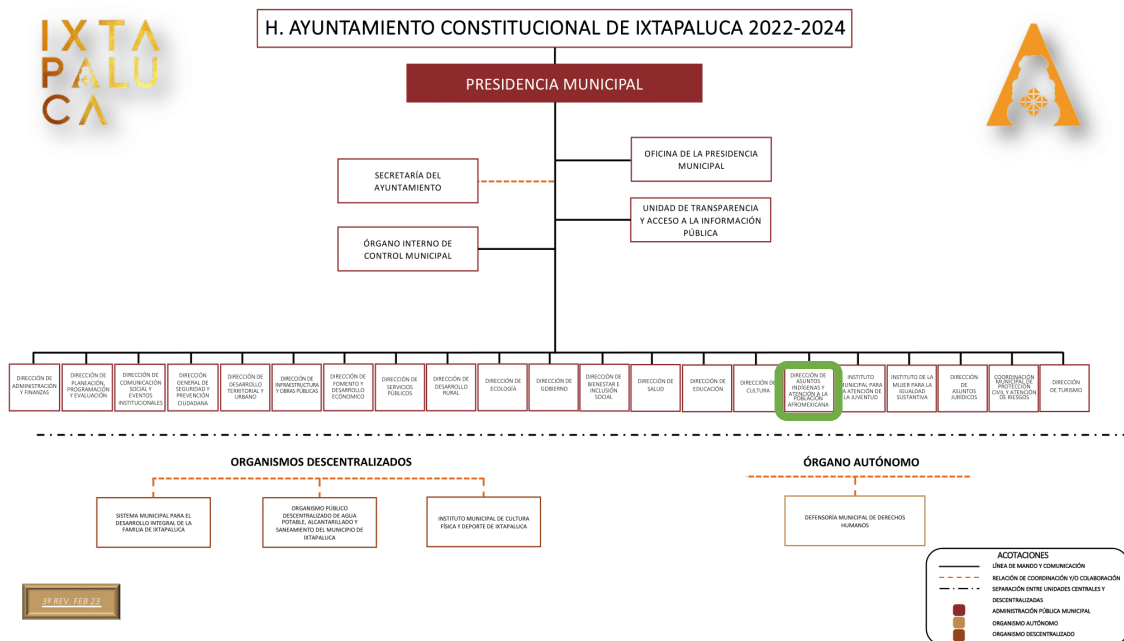 IXTA
PALU
CA
H. AYUNTAMIENTO CONSTITUCIONAL DE IXTAPALUCA 2022-2024
PRESIDENCIA MUNICIPAL
SECRETARÍA DEL
AYUNTAMIENTO
OFICINA DE LA PRESIDENCIA
MUNICIPAL
UNIDAD DE TRANSPARENCIA
Y ACCESO A LA INFORMACIÓN
PÚBLICA
ÓRGANO INTERNO DE
CONTROL MUNICIPAL
DIRECCIÓN DE
ADMINISTRACIÓN
Y FINANZAS
DIRECCIÓN DE
PLANEACIÓN,
PROGRAMACIÓN
Y EVALUACIÓN
DIRECCIÓN DE
COMUNICACIÓN
SOCIAL Y
EVENTOS
INSTITUCIONALES
DIRECCIÓN
GENERAL DE
SEGURIDAD Y
PREVENCIÓN
CIUDADANA
DIRECCIÓN DE
DESARROLLO
TERRITORIAL Y
URBANO
DIRECCIÓN DE
INFRAESTRUCTURA
Y OBRAS PÚBLICAS
DIRECCIÓN DE
FOMENTO Y
DESARROLLO
ECONÓMICO
DIRECCIÓN DE
SERVICIOS
PÚBLICOS
DIRECCIÓN DE
DESARROLLO
RURAL
DIRECCIÓN DE
ECOLOGÍA
DIRECCIÓN DE
GOBIERNO
DIRECCIÓN DE
BIENESTAR E
INCLUSIÓN
SOCIAL
DIRECCIÓN DE
SALUD
DIRECCIÓN DE
EDUCACIÓN
DIRECCIÓN DE
CULTURA
DIRECCIÓN DE
ASUNTOS
INDÍGENAS Y
ATENCIÓN A LA
POBLACIÓN
AFROMEXICANA
INSTITUTO
MUNICIPAL PARA
LA ATENCIÓN DE
LA JUVENTUD
INSTITUTO DE LA
MUJER PARA LA
IGUALDAD
SUSTANTIVA
DIRECCIÓN
DE
ASUNTOS
JURÍDICOS
COORDINACIÓN
MUNICIPAL DE
PROTECCIÓN
CIVIL Y ATENCIÓN
DE RIESGOS
DIRECCIÓN
DE TURISMO
ORGANISMOS DESCENTRALIZADOS
SISTEMA MUNICIPAL PARA EL
DESARROLLO INTEGRAL DE LA
FAMILIA DE IXTAPALUCA
ORGANISMO PÚBLICO
DESCENTRALIZADO DE AGUA
POTABLE, ALCANTARILLADO Y
SANEAMIENTO DEL MUNICIPIO DE
IXTAPALUCA
INSTITUTO MUNICIPAL DE CULTURA
FÍSICA Y DEPORTE DE IXTAPALUCA
ÓRGANO AUTÓNOMO
DEFENSORÍA MUNICIPAL DE DERECHOS
HUMANOS
3ª REV. FEB 23
ACOTACIONES
LÍNEA DE MANDO Y COMUNICACIÓN
RELACIÓN DE COORDINACIÓN Y/O COLABORACIÓN
SEPARACIÓN ENTRE UNIDADES CENTRALES Y
DESCENTRALIZADAS
ADMINISTRACIÓN PÚBLICA MUNICIPAL
ORGANISMO AUTÓNOMO
ORGANISMO DESCENTRALIZADO